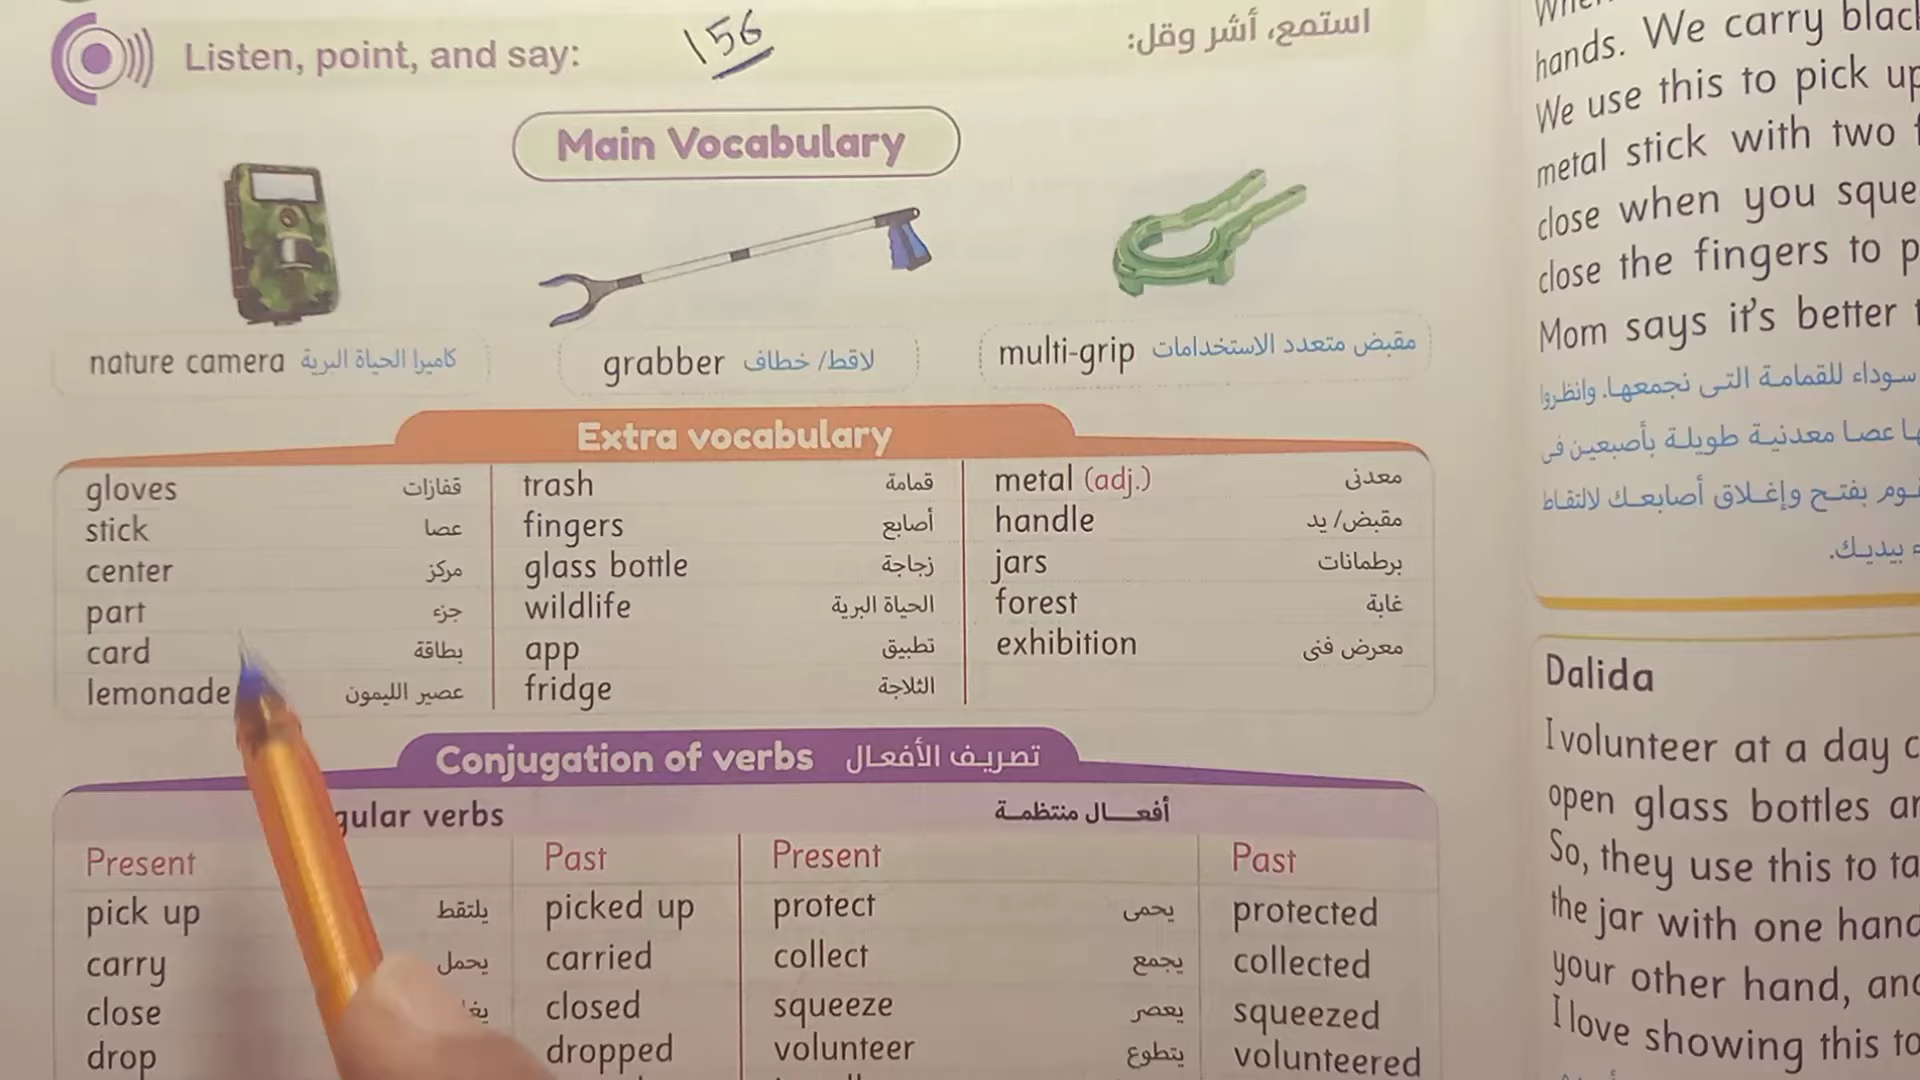 Listen, point, and say:
156
استمع، أشر وقل:
Main Vocabulary
nature camera كاميرا الحياة البرية
grabber لاقط/ خطاف
multi-grip مقبض متعدد الاستخدامات
Extra vocabulary
gloves قفازات
stick عصا
center مركز
part جزء
card بطاقة
lemonade عصير الليمون
trash قمامة
fingers أصابع
glass bottle زجاجة
wildlife الحياة البرية
app تطبيق
fridge الثلاجة
metal (adj.) معدنى
handle مقبض/ يد
jars برطمانات
forest غابة
exhibition معرض فنى
Conjugation of verbs تصريف الأفعال
verbs أفعال منتظمة
Present Past Present Past
pick up يلتقط picked up protect يحمى protected
carry يحمل carried collect يجمع collected
close closed squeeze يعصر squeezed
drop dropped volunteer يتطوع volunteered
hands. We carry
We use this to pick up
metal stick with two
close when you
close the fingers to
Mom says it's better
سوداء للقمامة التى نجمعها. وانظروا
عصا معدنية طويلة بأصبعين فى
بفتح وإغلاق أصابعك لالتقاط
بيديك.
Dalida
I volunteer at a day
open glass bottles
So, they use this to
the jar with one hand
your other hand,
I love showing this to